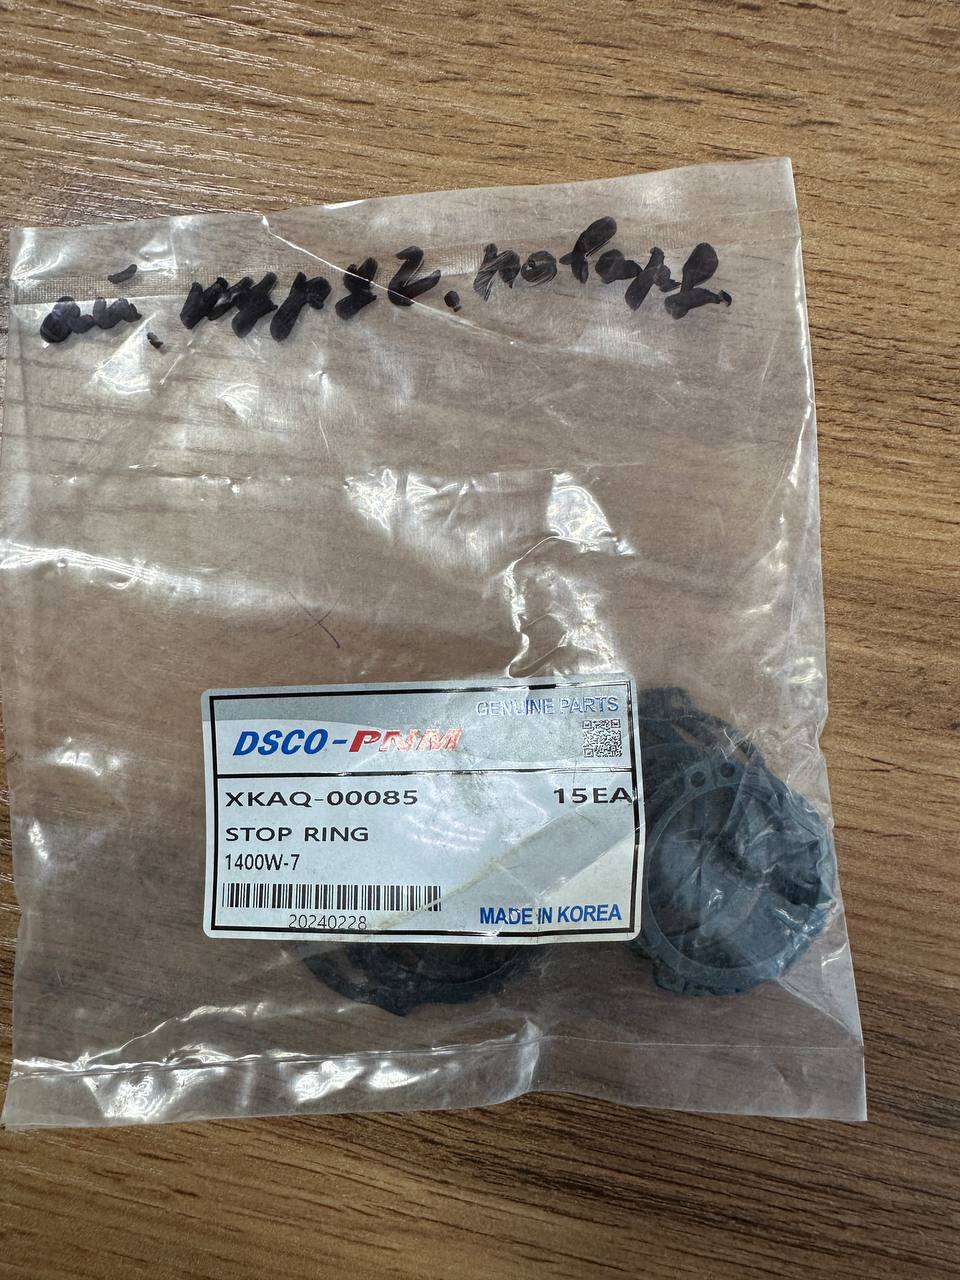 GENUINE PARTS
DSCO-PNM
XKAQ-00085 15EA
STOP RING
1400W-7
20240228
MADE IN KOREA